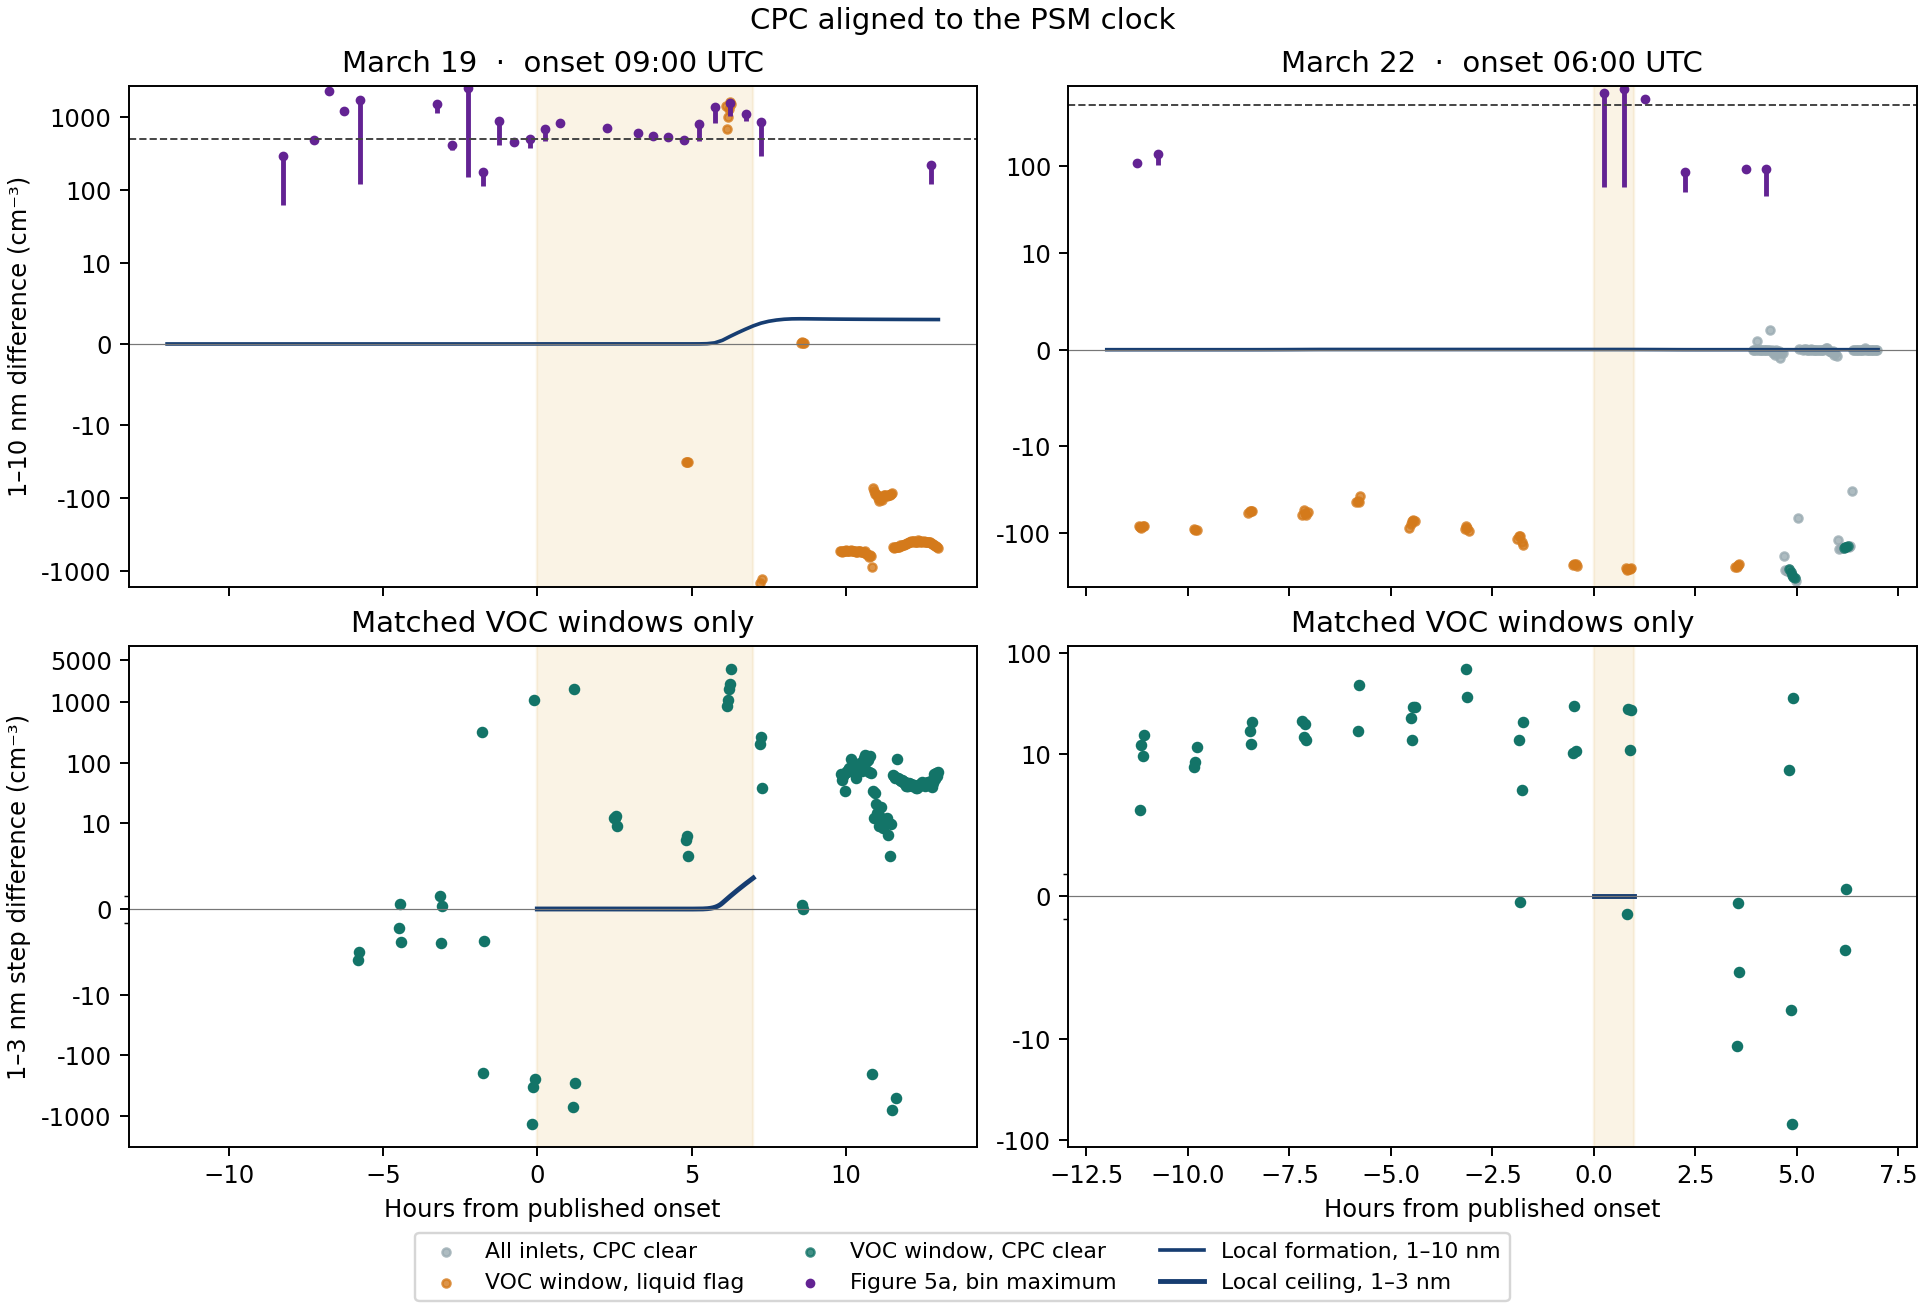 CPC aligned to the PSM clock
March 19 · onset 09:00 UTC
March 22 · onset 06:00 UTC
1–10 nm difference (cm⁻³)
1000
100
10
0
-10
-100
-1000
100
10
0
-10
-100
Matched VOC windows only
Matched VOC windows only
1–3 nm step difference (cm⁻³)
5000
1000
100
10
0
-10
-100
-1000
100
10
0
-10
-100
−10 −5 0 5 10
−12.5 −10.0 −7.5 −5.0 −2.5 0.0 2.5 5.0 7.5
Hours from published onset
Hours from published onset
All inlets, CPC clear
VOC window, liquid flag
VOC window, CPC clear
Figure 5a, bin maximum
Local formation, 1–10 nm
Local ceiling, 1–3 nm